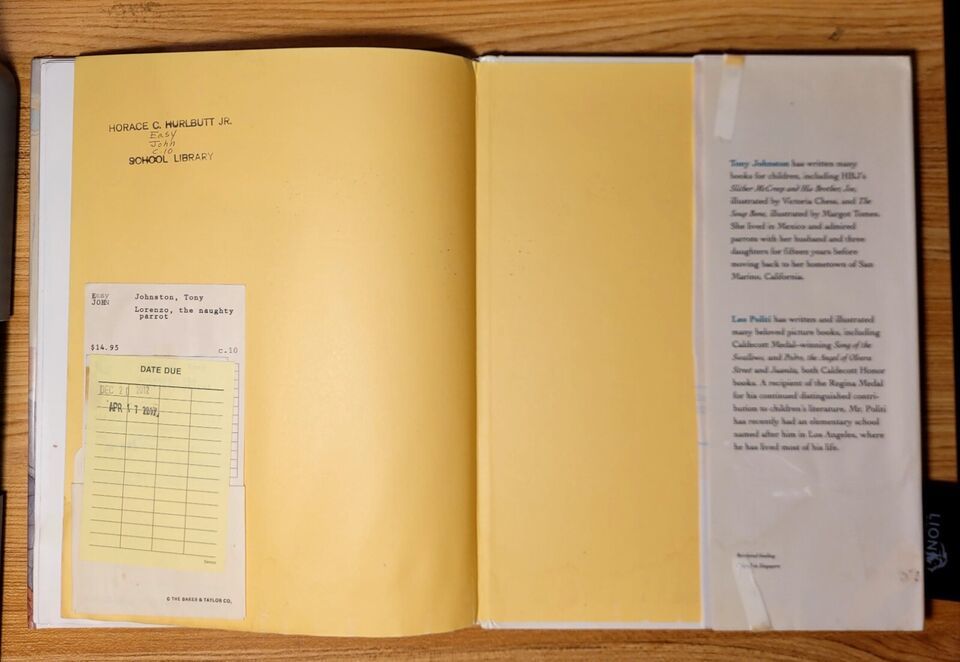 HORACE C. HURLBUTT JR.
Easy
John
C.10
SCHOOL LIBRARY
Easy
JOHN
Johnston, Tony
Lorenzo, the naughty
parrot
$14.95
c.10
DATE DUE
DEC 2 2012
APR 17 2017
© THE BAKER & TAYLOR CO.
Tony Johnston has written many
books for children, including HBJ's
Slither McCreep and His Brother, Joe,
illustrated by Victoria Chess, and The
Soup Bone, illustrated by Margot Tomes.
She lived in Mexico and admired
parrots with her husband and three
daughters for fifteen years before
moving back to her hometown of San
Marino, California.
Leo Politi has written and illustrated
many beloved picture books, including
Caldecott Medal–winning Song of the
Swallows, and Pedro, the Angel of Olvera
Street and Juanita, both Caldecott Honor
books. A recipient of the Regina Medal
for his continued distinguished contri-
bution to children's literature, Mr. Politi
has recently had an elementary school
named after him in Los Angeles, where
he has lived most of his life.
LION